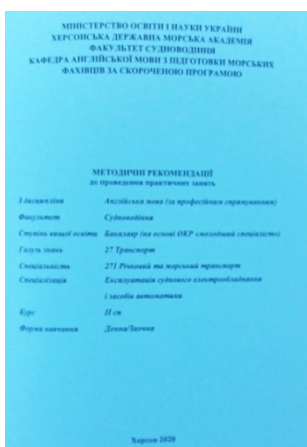 МІНІСТЕРСТВО ОСВІТИ І НАУКИ УКРАЇНИ
ХЕРСОНСЬКА ДЕРЖАВНА МОРСЬКА АКАДЕМІЯ
ФАКУЛЬТЕТ СУДНОВОДІННЯ
КАФЕДРА АНГЛІЙСЬКОЇ МОВИ З ПІДГОТОВКИ МОРСЬКИХ
ФАХІВЦІВ ЗА СКОРОЧЕНОЮ ПРОГРАМОЮ
МЕТОДИЧНІ РЕКОМЕНДАЦІЇ
до проведення практичних занять
З дисципліни Англійська мова (за професійним спрямуванням)
Факультет Судноводіння
Ступінь вищої освіти Бакалавр (на основі ОКР «молодший спеціаліст»)
Галузь знань 27 Транспорт
Спеціальність 271 Річковий та морський транспорт
Спеціалізація Експлуатація суднового електрообладнання
і засобів автоматики
Курс II ст
Форма навчання Денна/Заочна
Херсон 2020